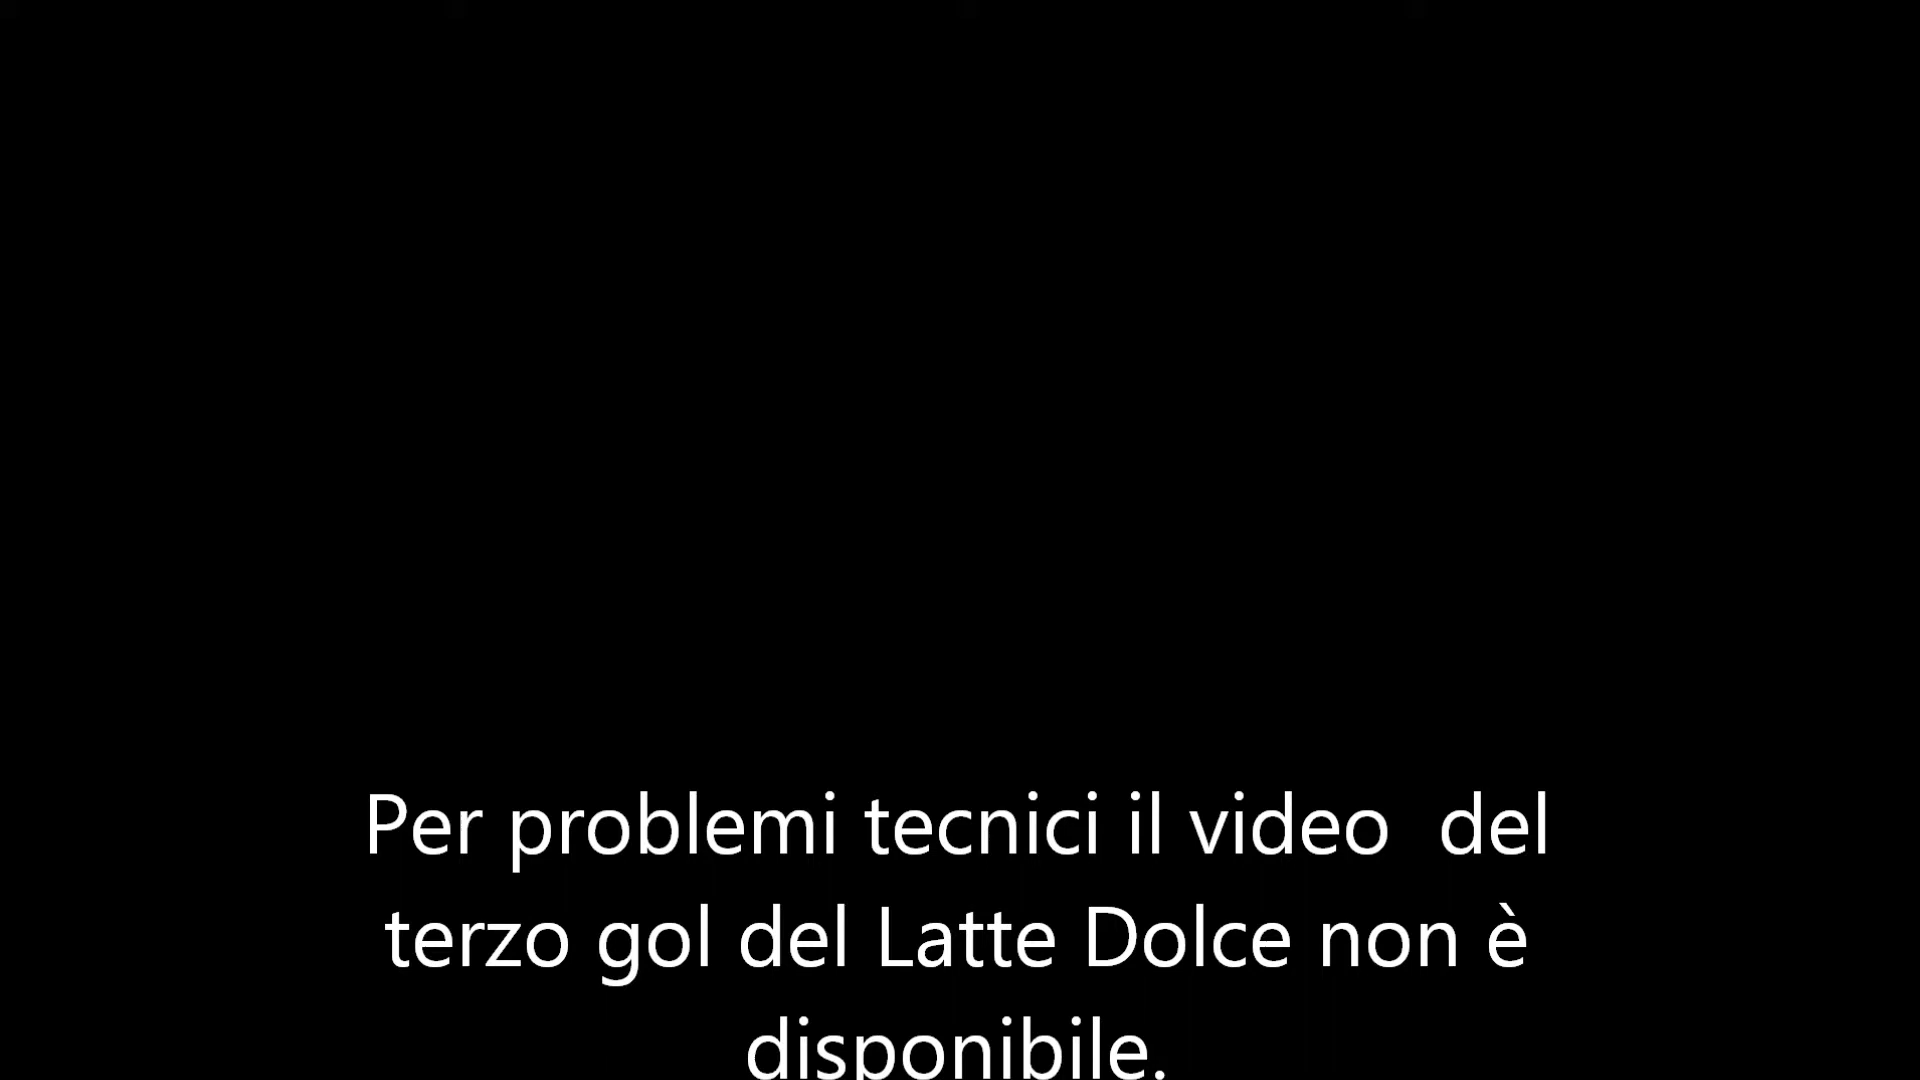 Per problemi tecnici il video  del
terzo gol del Latte Dolce non è
disponibile.